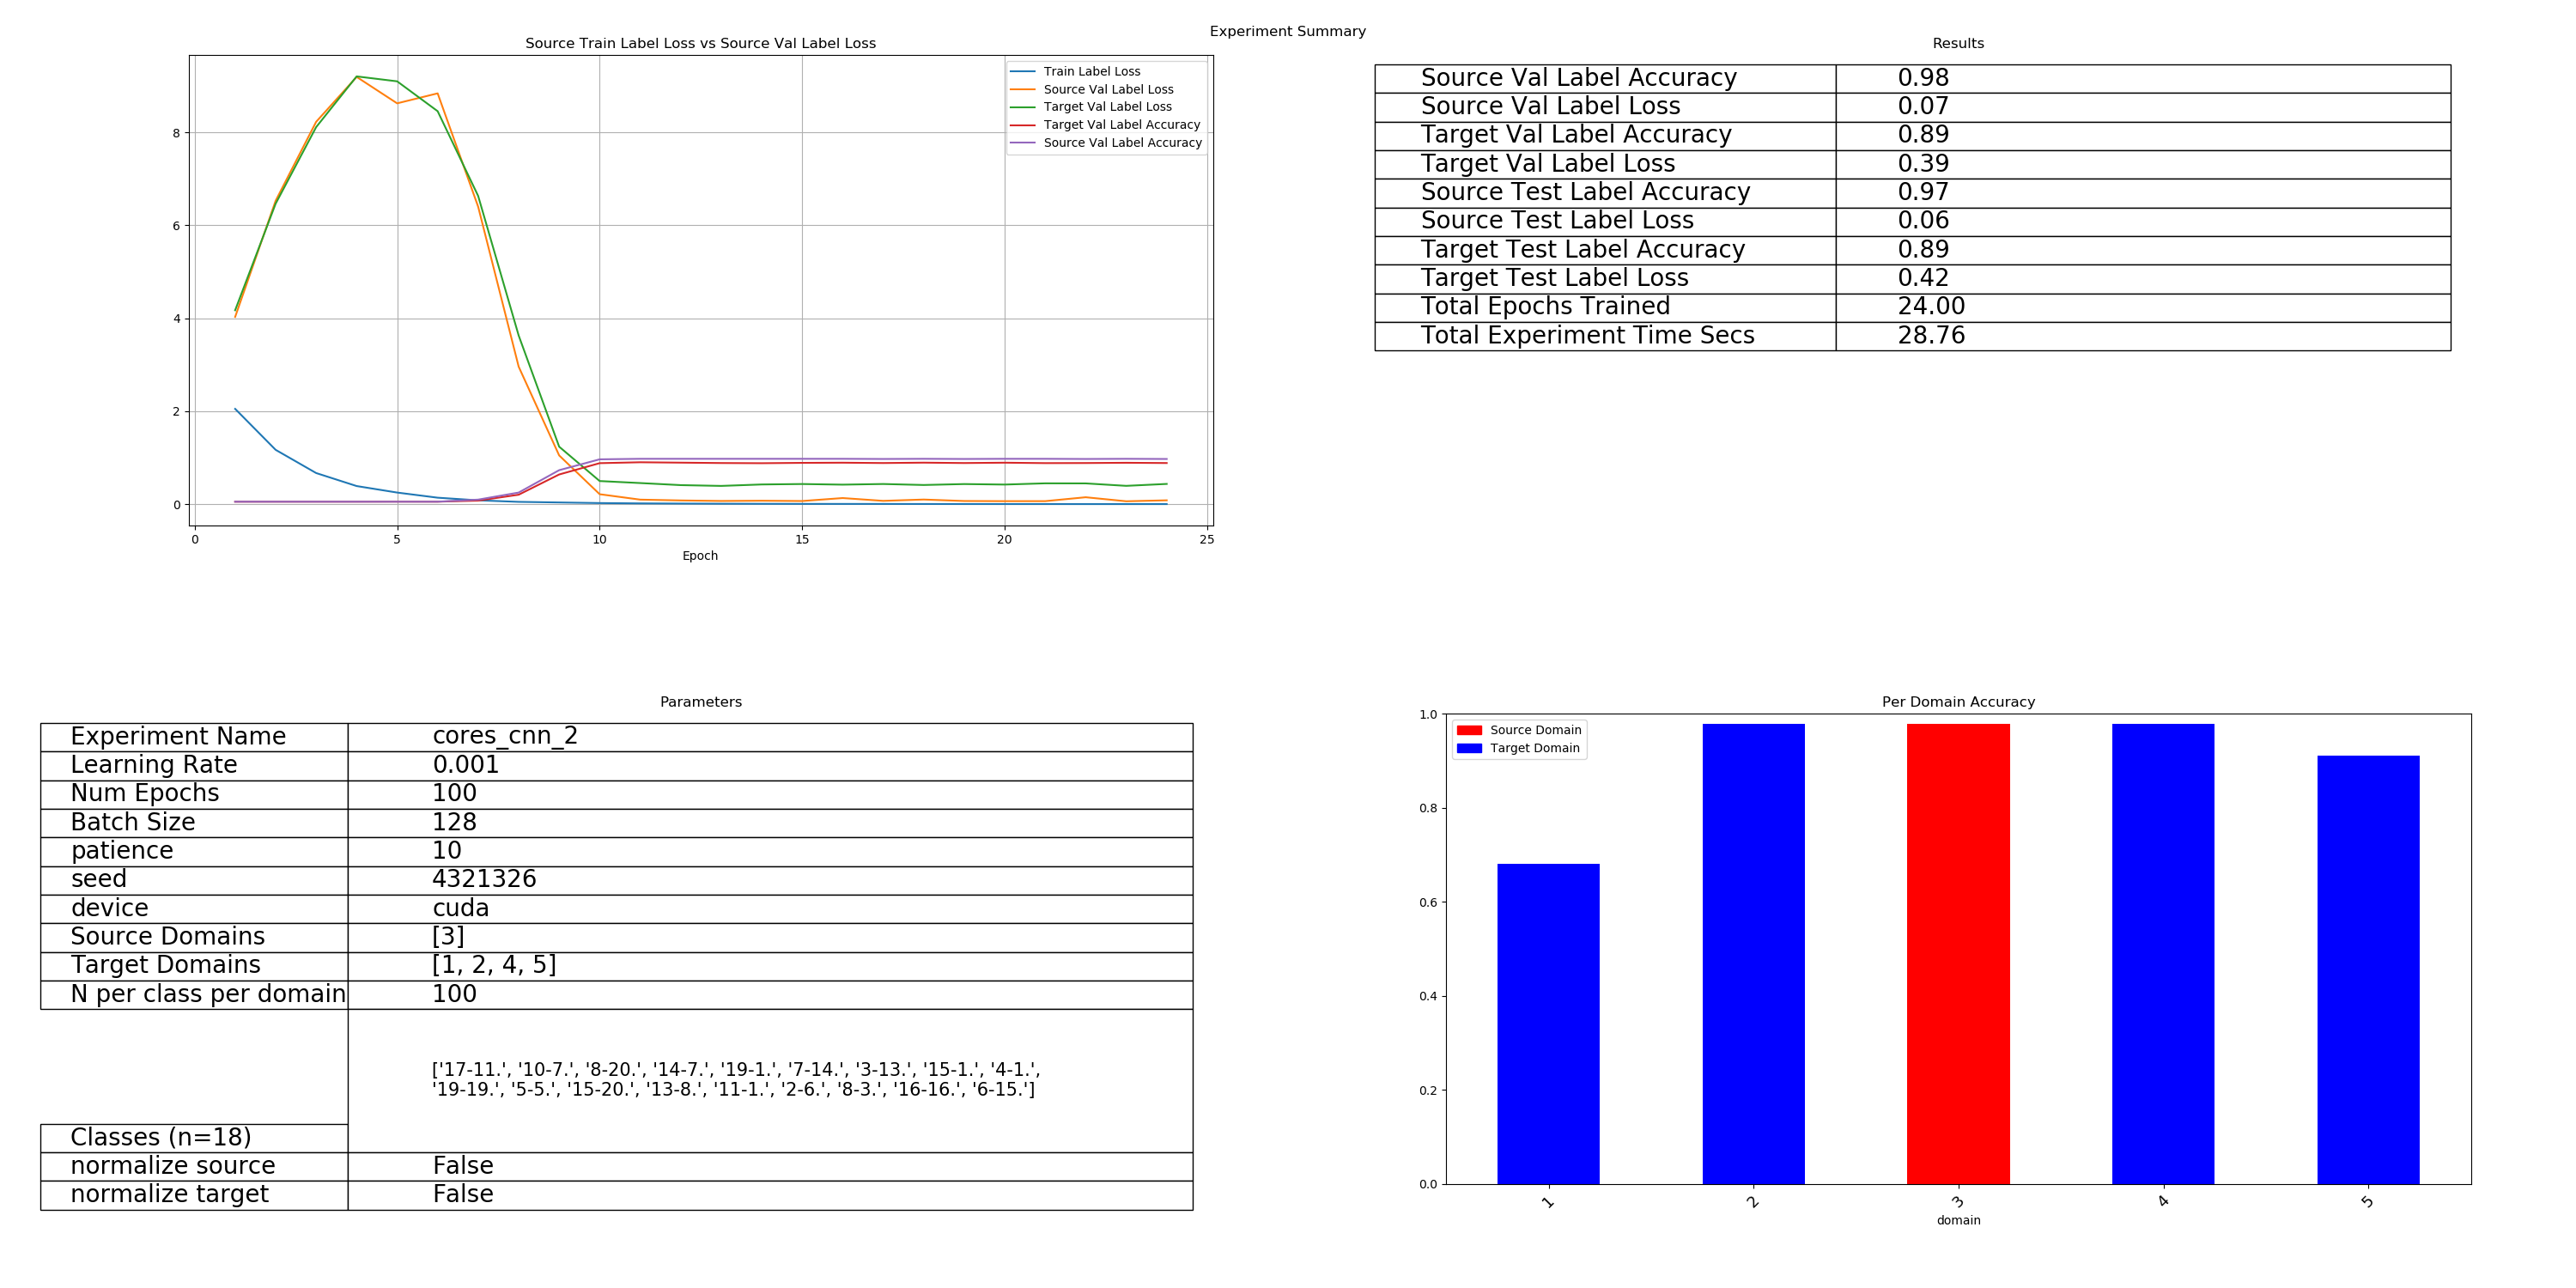 Experiment Summary
Source Train Label Loss vs Source Val Label Loss
Train Label Loss
Source Val Label Loss
Target Val Label Loss
Target Val Label Accuracy
Source Val Label Accuracy
8
6
4
2
0
0 5 10 15 20 25
Epoch
Results
Source Val Label Accuracy 0.98
Source Val Label Loss 0.07
Target Val Label Accuracy 0.89
Target Val Label Loss 0.39
Source Test Label Accuracy 0.97
Source Test Label Loss 0.06
Target Test Label Accuracy 0.89
Target Test Label Loss 0.42
Total Epochs Trained 24.00
Total Experiment Time Secs 28.76
Parameters
Experiment Name cores_cnn_2
Learning Rate 0.001
Num Epochs 100
Batch Size 128
patience 10
seed 4321326
device cuda
Source Domains [3]
Target Domains [1, 2, 4, 5]
N per class per domain 100
['17-11.', '10-7.', '8-20.', '14-7.', '19-1.', '7-14.', '3-13.', '15-1.', '4-1.',
'19-19.', '5-5.', '15-20.', '13-8.', '11-1.', '2-6.', '8-3.', '16-16.', '6-15.']
Classes (n=18)
normalize source False
normalize target False
Per Domain Accuracy
Source Domain
Target Domain
1.0
0.8
0.6
0.4
0.2
0.0
1 2 3 4 5
domain